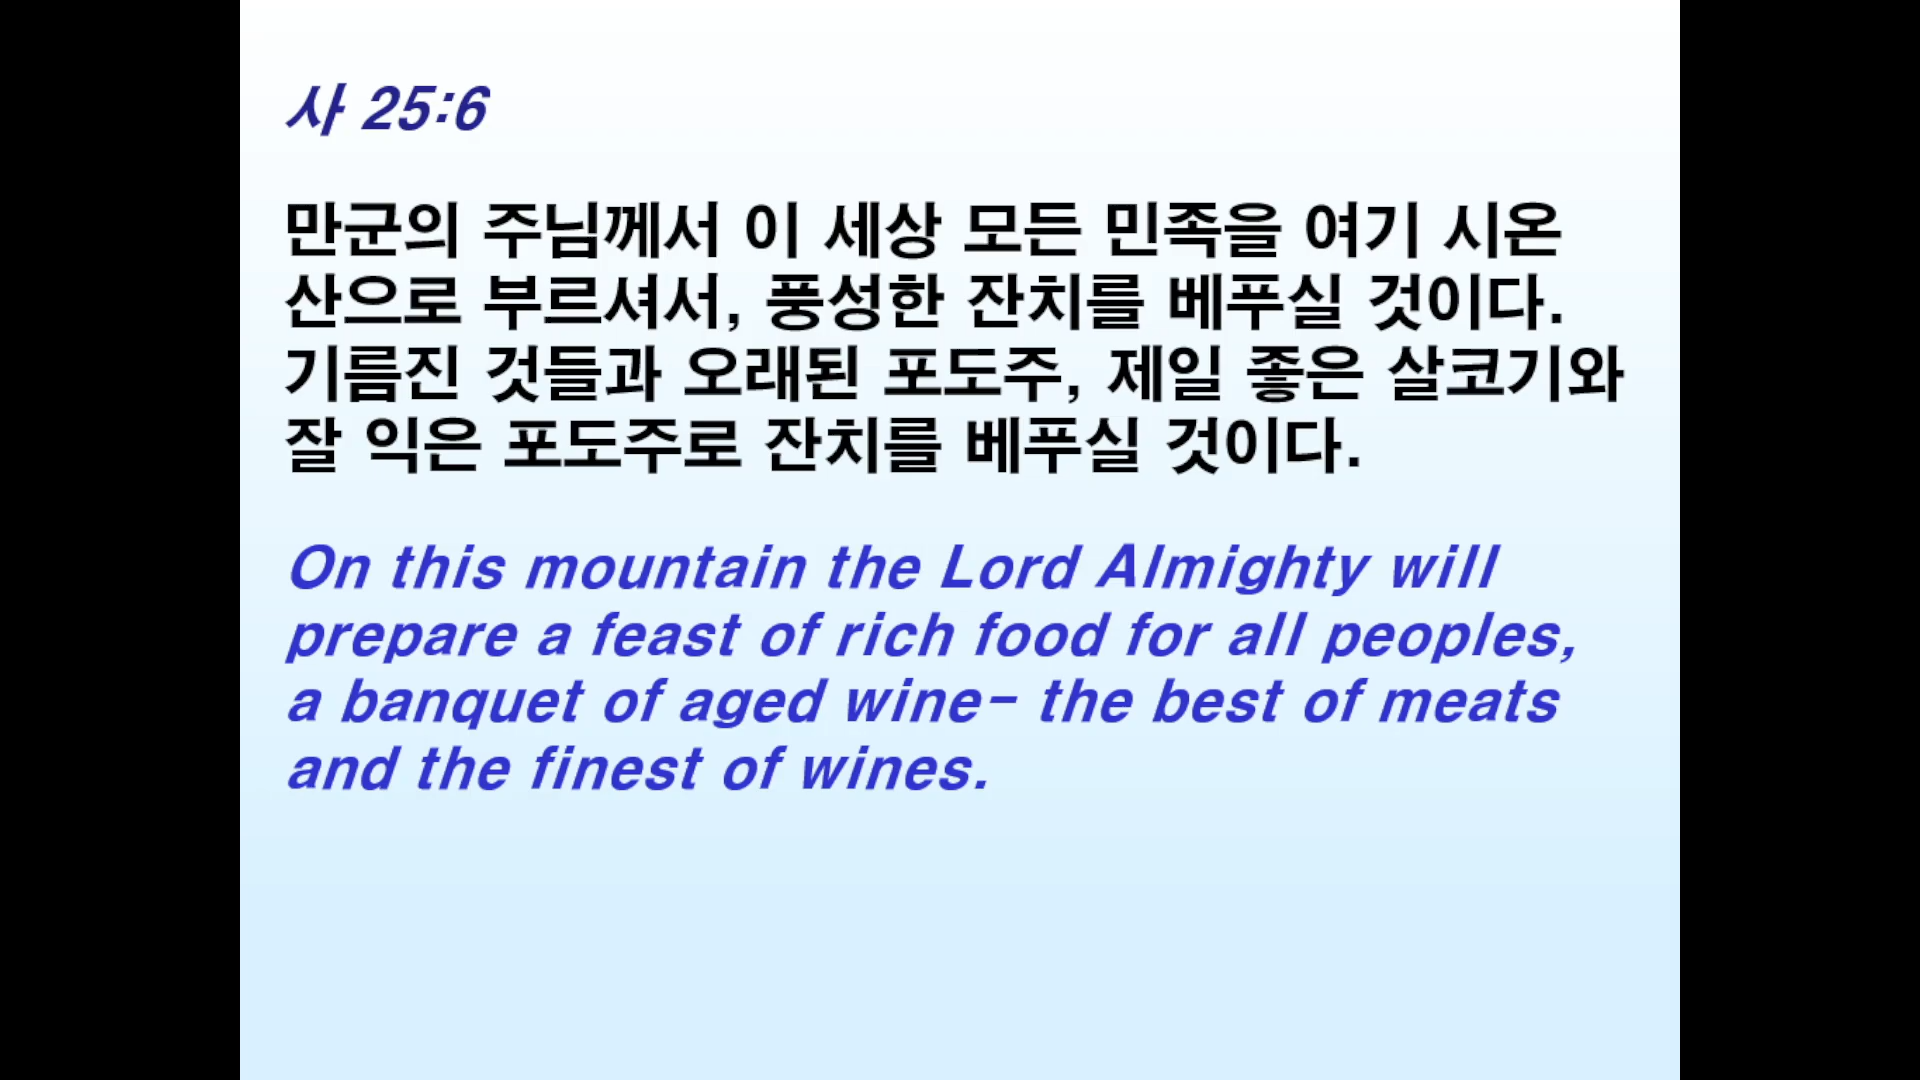 사 25:6
만군의 주님께서 이 세상 모든 민족을 여기 시온
산으로 부르셔서, 풍성한 잔치를 베푸실 것이다.
기름진 것들과 오래된 포도주, 제일 좋은 살코기와
잘 익은 포도주로 잔치를 베푸실 것이다.
On this mountain the Lord Almighty will
prepare a feast of rich food for all peoples,
a banquet of aged wine- the best of meats
and the finest of wines.